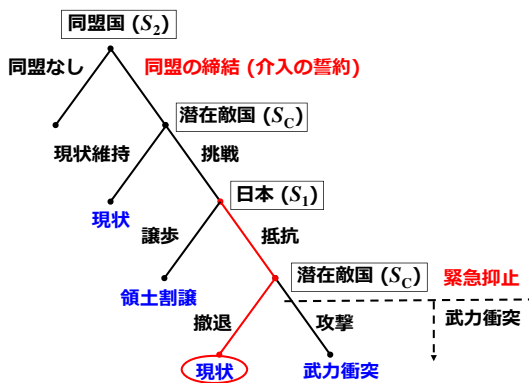 同盟国 (S2)
同盟なし
同盟の締結 (介入の誓約)
潜在敵国 (SC)
現状維持
挑戦
現状
日本 (S1)
譲歩
抵抗
領土割譲
潜在敵国 (SC)
緊急抑止
撤退
攻撃
武力衝突
現状
武力衝突